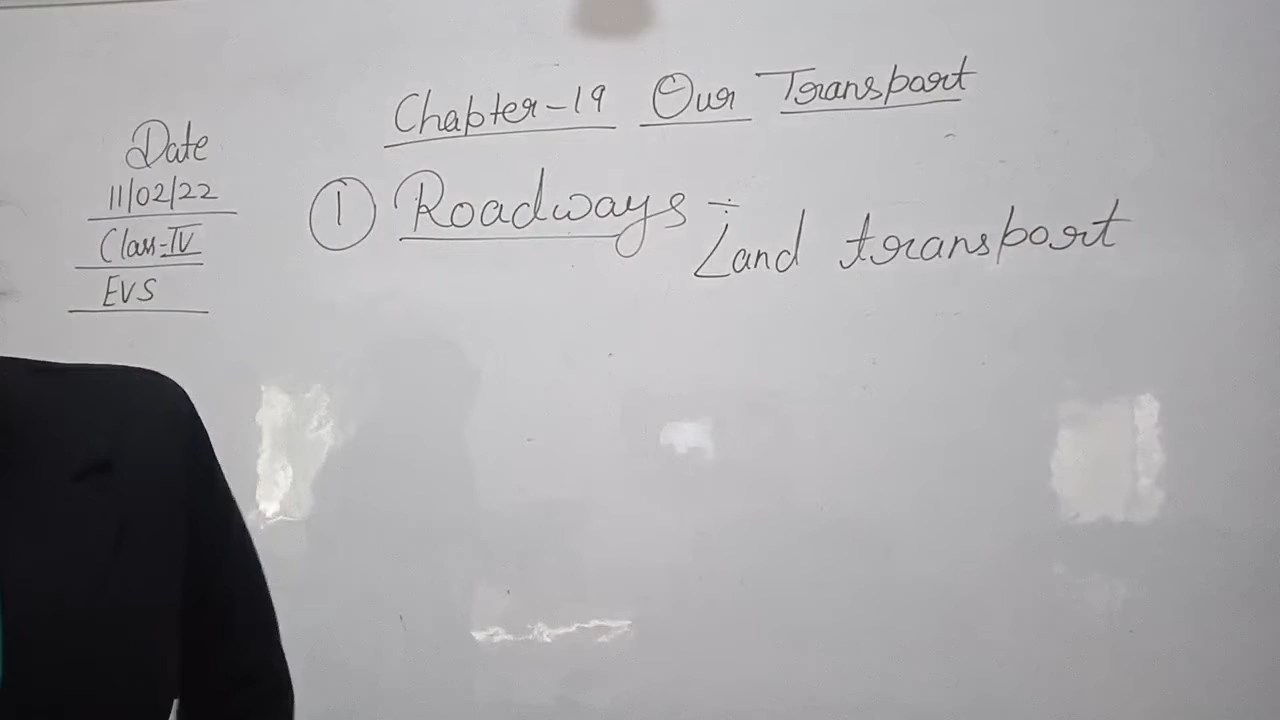 Chapter-19 Our Transport
Date
11/02/22
Class-IV
EVS
① Roadways ÷
Land transport